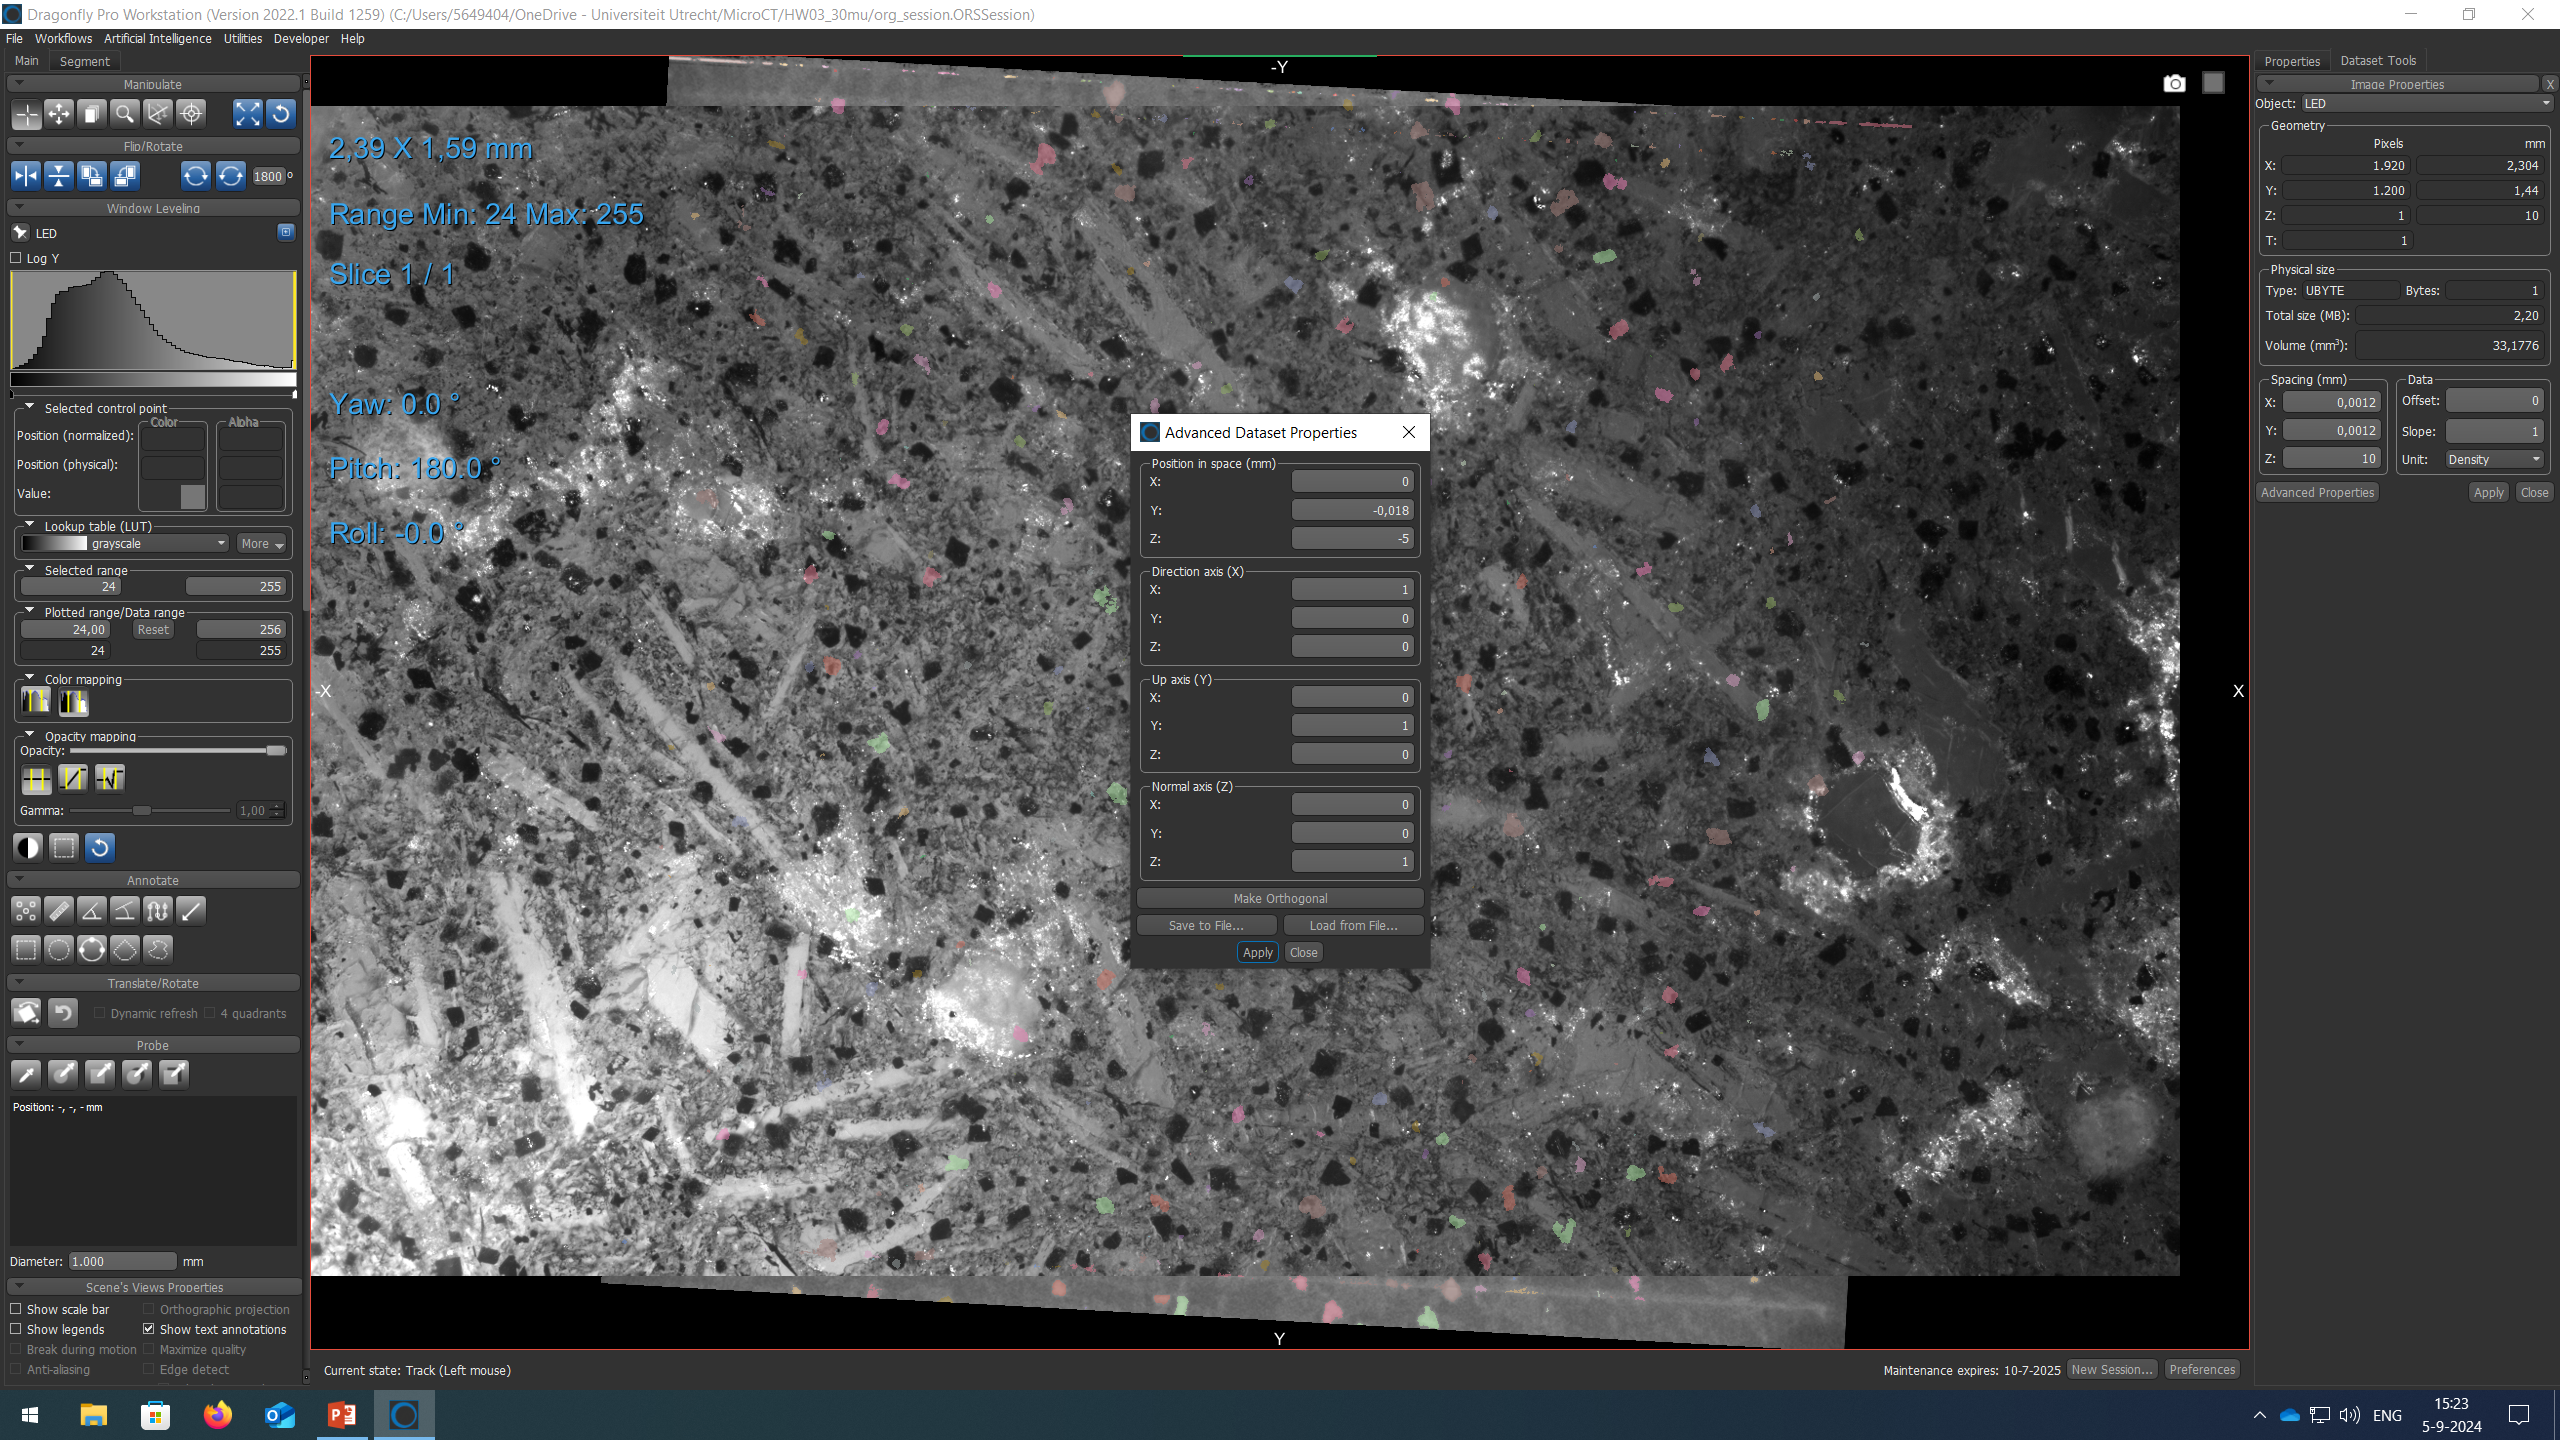 Dragonfly Pro Workstation (Version 2022.1 Build 1259) (C:/Users/5649404/OneDrive - Universiteit Utrecht/MicroCT/HW03_30mu/org_session.ORSSession)
File Workflows Artificial Intelligence Utilities Developer Help
Main Segment
Manipulate
Flip/Rotate
1800 °
Window Leveling
LED
Log Y
Selected control point
Color Alpha
Position (normalized):
Position (physical):
Value:
Lookup table (LUT)
grayscale More
Selected range
24 255
Plotted range/Data range
24,00 Reset 256
24 255
Color mapping
Opacity mapping
Opacity:
Gamma: 1,00
Annotate
Translate/Rotate
Dynamic refresh 4 quadrants
Probe
Position: -, -, - mm
Diameter: 1.000 mm
Scene's Views Properties
Show scale bar Orthographic projection
Show legends Show text annotations
Break during motion Maximize quality
Anti-aliasing Edge detect
-Y
2,39 X 1,59 mm
Range Min: 24 Max: 255
Slice 1 / 1
Yaw: 0.0 °
Pitch: 180.0 °
Roll: -0.0 °
-X
X
Y
Advanced Dataset Properties
Position in space (mm)
X: 0
Y: -0,018
Z: -5
Direction axis (X)
X: 1
Y: 0
Z: 0
Up axis (Y)
X: 0
Y: 1
Z: 0
Normal axis (Z)
X: 0
Y: 0
Z: 1
Make Orthogonal
Save to File... Load from File...
Apply Close
Current state: Track (Left mouse)
Maintenance expires: 10-7-2025 New Session... Preferences
Properties Dataset Tools
Image Properties X
Object: LED
Geometry
Pixels mm
X: 1.920 2,304
Y: 1.200 1,44
Z: 1 10
T: 1
Physical size
Type: UBYTE Bytes: 1
Total size (MB): 2,20
Volume (mm³): 33,1776
Spacing (mm) Data
X: 0,0012 Offset: 0
Y: 0,0012 Slope: 1
Z: 10 Unit: Density
Advanced Properties Apply Close
ENG
15:23
5-9-2024